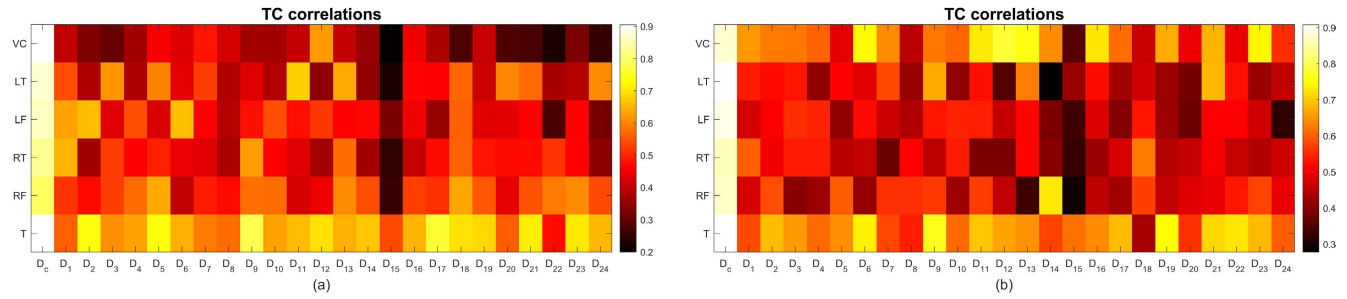 TC correlations
VC
LT
LF
RT
RF
T
D_c D_1 D_2 D_3 D_4 D_5 D_6 D_7 D_8 D_9 D_10 D_11 D_12 D_13 D_14 D_15 D_16 D_17 D_18 D_19 D_20 D_21 D_22 D_23 D_24
0.9
0.8
0.7
0.6
0.5
0.4
0.3
0.2
(a)
TC correlations
VC
LT
LF
RT
RF
T
D_c D_1 D_2 D_3 D_4 D_5 D_6 D_7 D_8 D_9 D_10 D_11 D_12 D_13 D_14 D_15 D_16 D_17 D_18 D_19 D_20 D_21 D_22 D_23 D_24
0.9
0.8
0.7
0.6
0.5
0.4
0.3
(b)